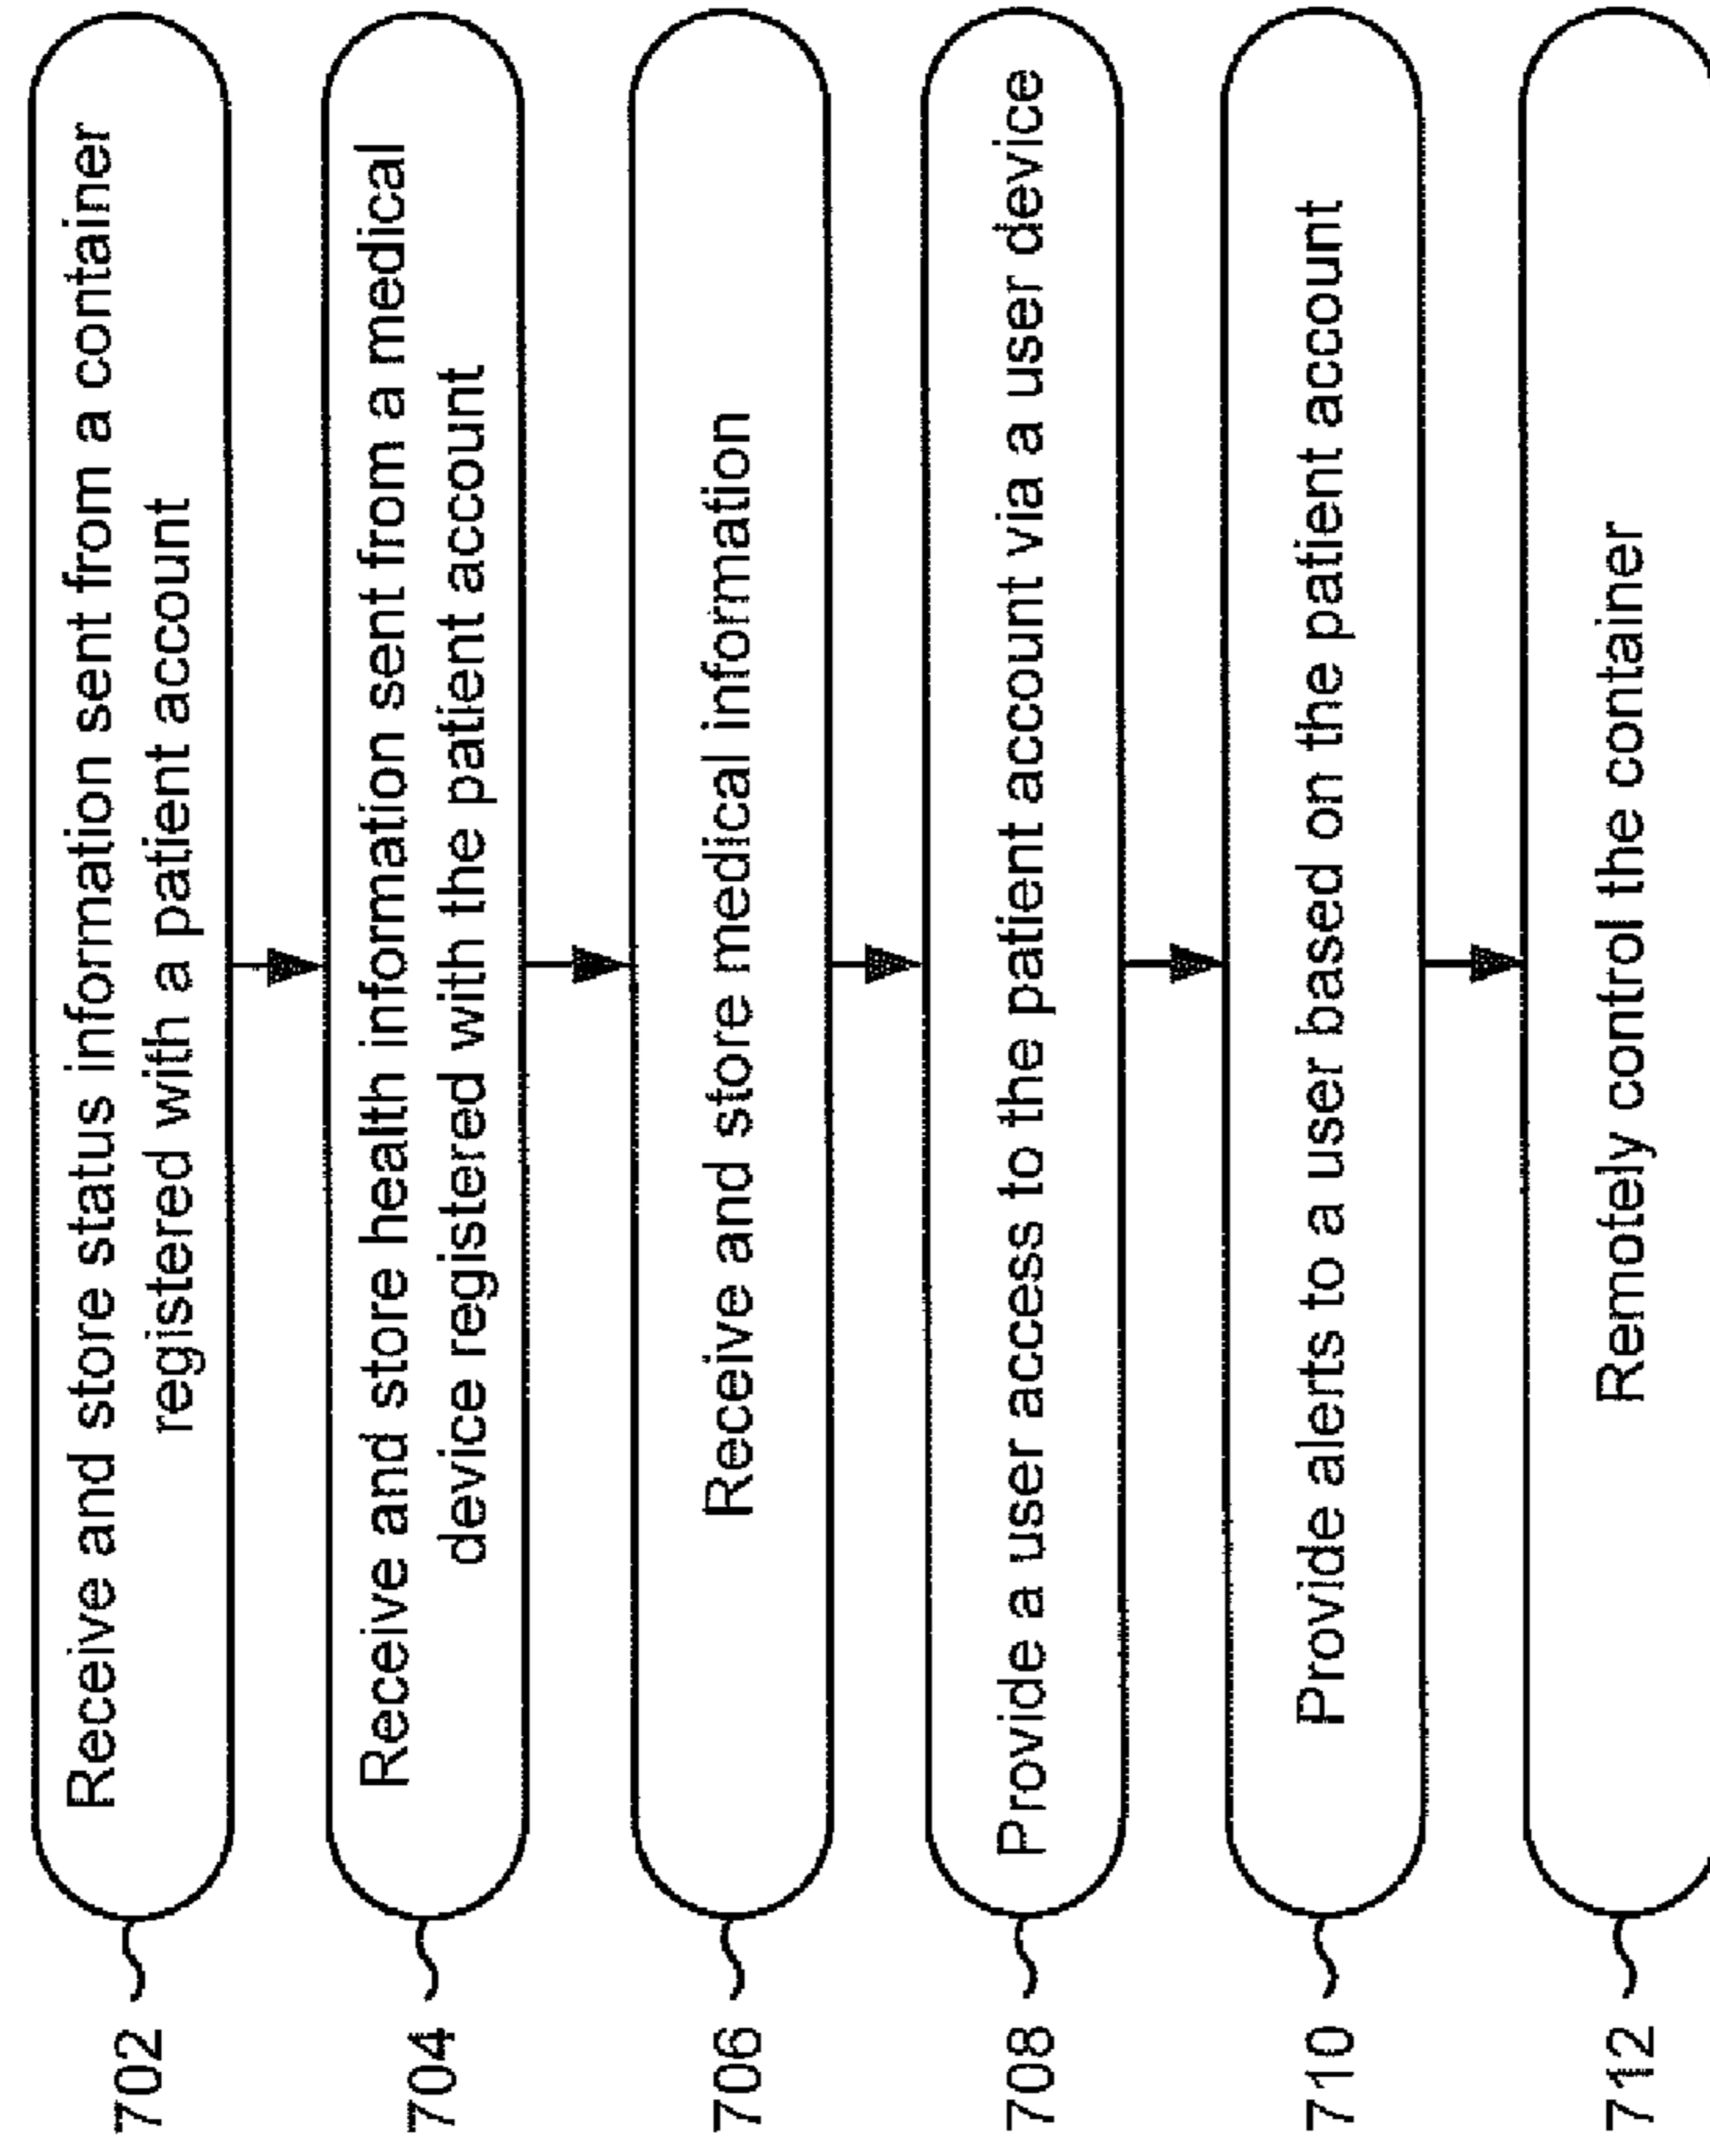 702
Receive and store status information sent from a container
registered with a patient account
704
Receive and store health information sent from a medical
device registered with the patient account
706
Receive and store medical information
708
Provide a user access to the patient account via a user device
710
Provide alerts to a user based on the patient account
712
Remotely control the container